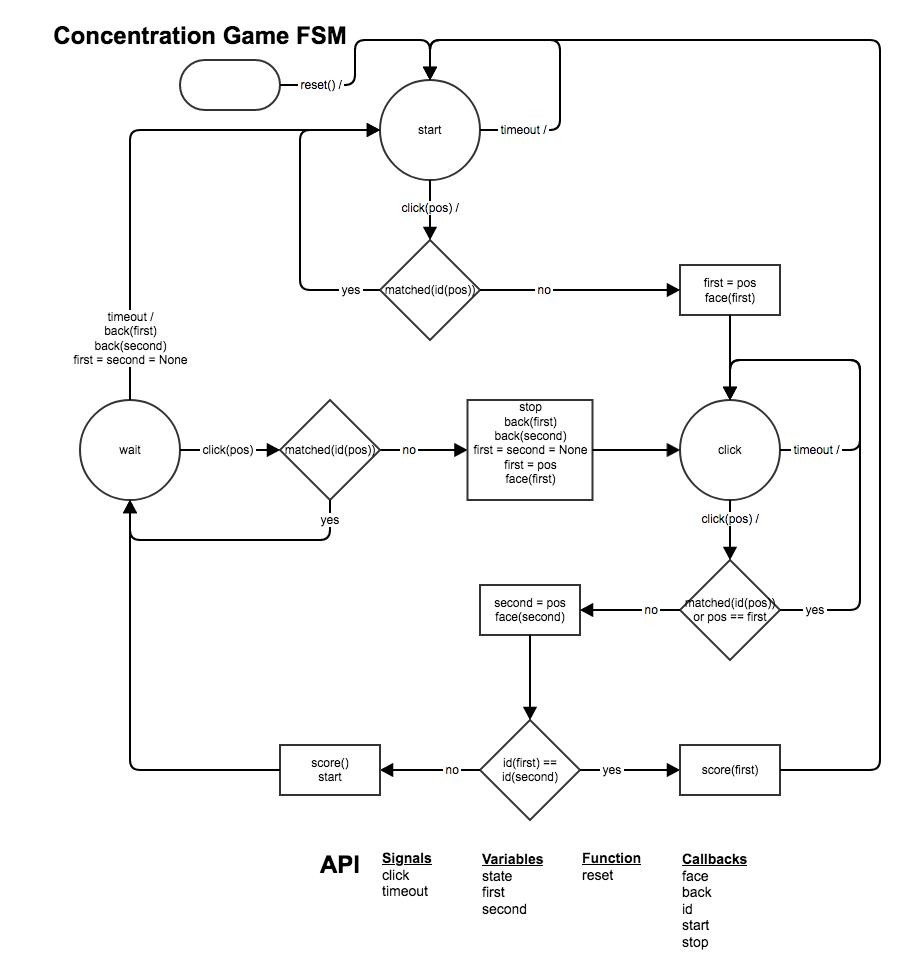 Concentration Game FSM
reset() /
start
timeout /
click(pos) /
yes
matched(id(pos))
no
first = pos
face(first)
timeout /
back(first)
back(second)
first = second = None
wait
click(pos)
matched(id(pos))
no
yes
stop
back(first)
back(second)
first = second = None
first = pos
face(first)
click
timeout /
click(pos) /
matched(id(pos))
or pos == first
yes
no
second = pos
face(second)
id(first) ==
id(second)
no
yes
score()
start
score(first)
API
Signals
click
timeout
Variables
state
first
second
Function
reset
Callbacks
face
back
id
start
stop